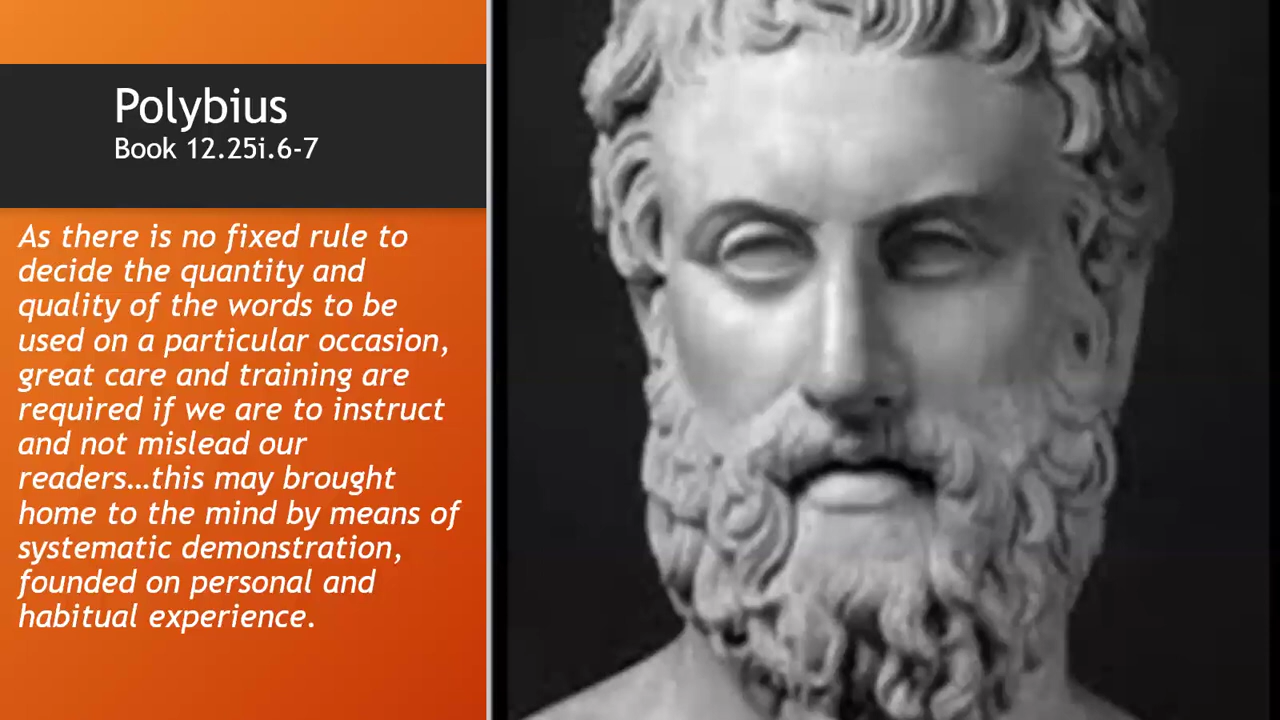 Polybius
Book 12.25i.6-7
As there is no fixed rule to
decide the quantity and
quality of the words to be
used on a particular occasion,
great care and training are
required if we are to instruct
and not mislead our
readers…this may brought
home to the mind by means of
systematic demonstration,
founded on personal and
habitual experience.